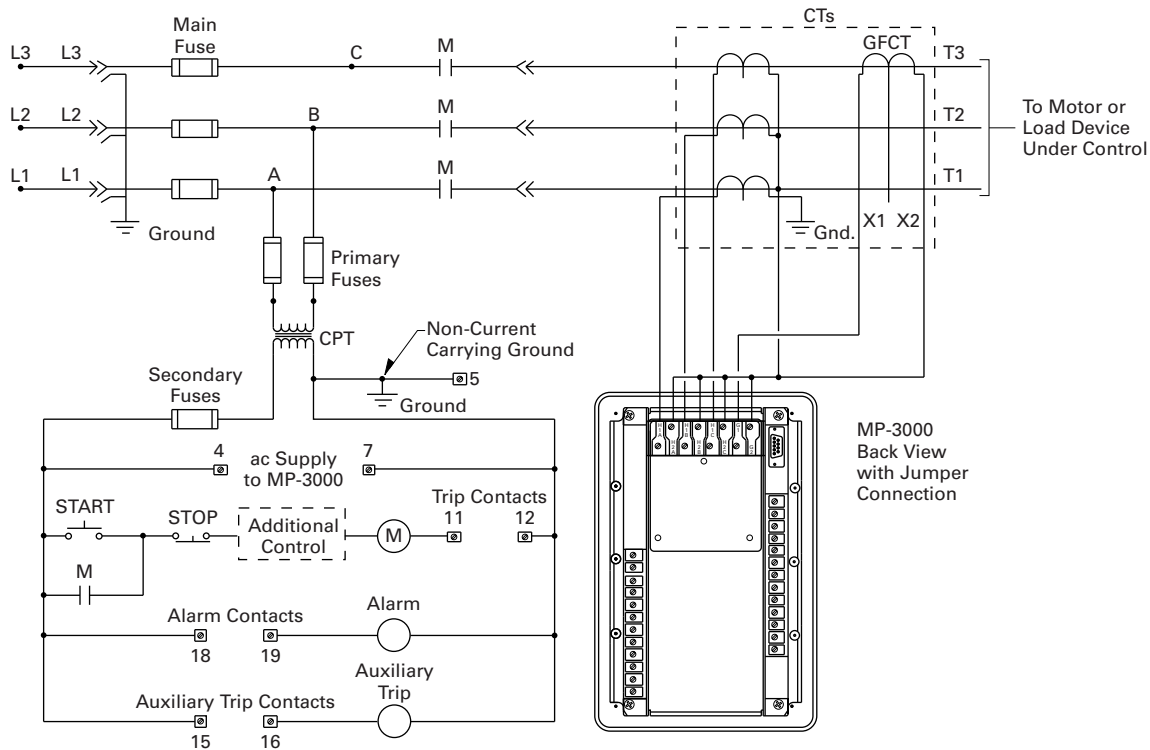 CTs
Main
Fuse
L3 L3
C
M
GFCT
T3
L2 L2
B
M
T2
To Motor or
Load Device
Under Control
L1 L1
A
M
T1
Ground
Gnd.
X1 X2
Primary
Fuses
CPT
Non-Current
Carrying Ground
5
Secondary
Fuses
Ground
4
ac Supply
to MP-3000
7
MP-3000
Back View
with Jumper
Connection
START
STOP
Additional
Control
M
Trip Contacts
11
12
M
Alarm Contacts
Alarm
18
19
Auxiliary Trip Contacts
Auxiliary
Trip
15
16